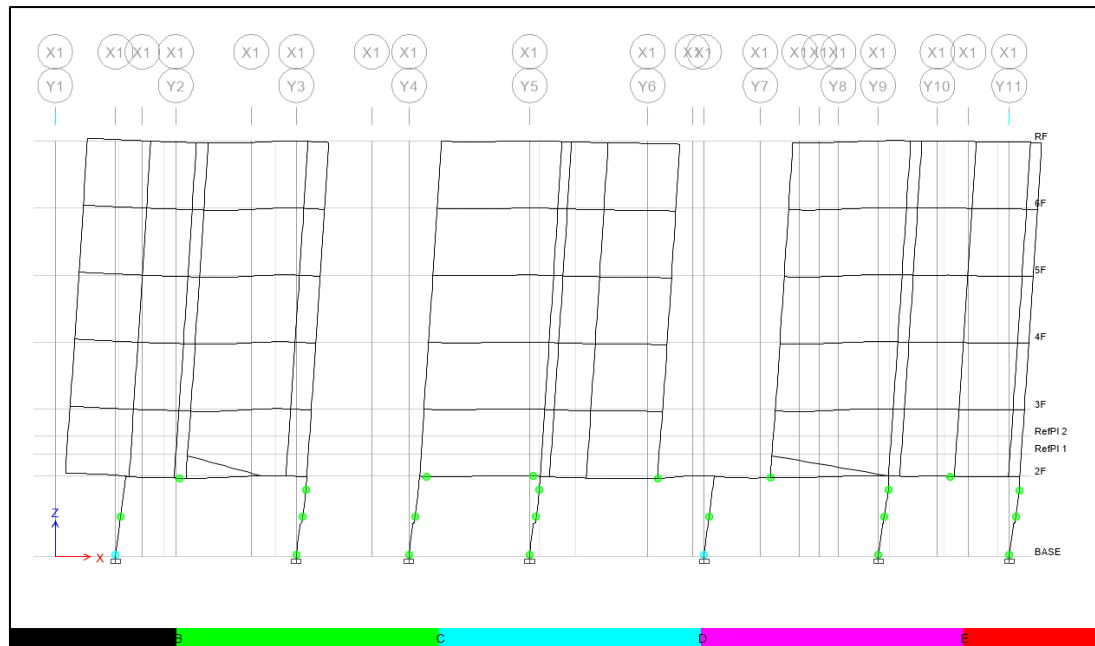 X1 X1 X1 X1 X1 X1 X1 X1 X1 X1 X1 X1 X1 X1 X1 X1 X1 X1 X1 X1
Y1 Y2 Y3 Y4 Y5 Y6 Y7 Y8 Y9 Y10 Y11
RF
6F
5F
4F
3F
RefPl 2
RefPl 1
2F
Z
X
BASE
B C D E